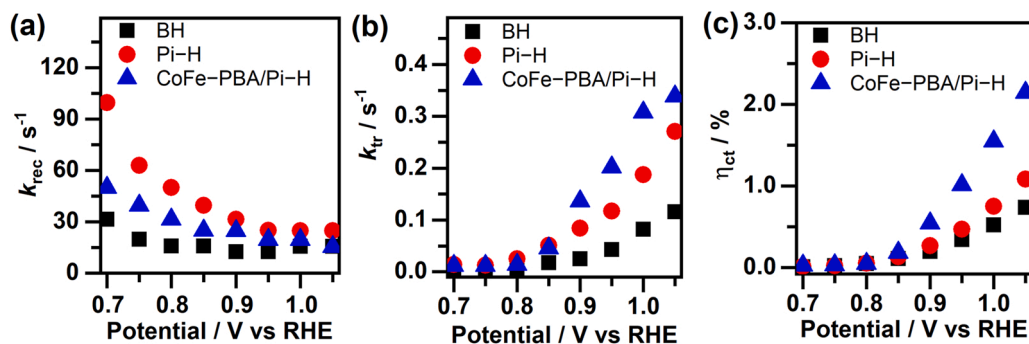 (a)
BH
Pi−H
CoFe−PBA/Pi−H
120
90
60
30
0
k_rec / s⁻¹
0.7 0.8 0.9 1.0
Potential / V vs RHE
(b)
BH
Pi−H
CoFe−PBA/Pi−H
0.4
0.3
0.2
0.1
0.0
k_tr / s⁻¹
0.7 0.8 0.9 1.0
Potential / V vs RHE
(c)
BH
Pi−H
CoFe−PBA/Pi−H
3.0
2.0
1.0
0.0
η_ct / %
0.7 0.8 0.9 1.0
Potential / V vs RHE